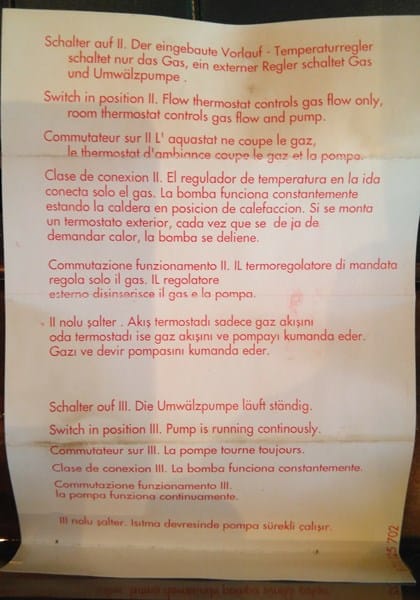 Schalter auf II. Der eingebaute Vorlauf - Temperaturregler
schaltet nur das Gas, ein externer Regler schaltet Gas
und Umwälzpumpe .
Switch in position II. Flow thermostat controls gas flow only,
room thermostat controls gas flow and pump.
Commutateur sur II L' aquastat ne coupe le gaz,
le thermostat d'ambiance coupe le gaz et la pompa.
Clase de conexion II. El regulador de temperatura en la ida
conecta solo el gas. La bomba funciona constantemente
estando la caldera en posicion de calefaccion. Si se monta
un termostato exterior, cada vez que se de ja de
demandar calor, la bomba se deliene.
Commutazione funzionamento II. IL termoregolatore di mandata
regola solo il gas. IL regolatore
esterno disinserisce il gas e la pompa.
II nolu şalter . Akış termostadı sadece gaz akışını
oda termostadı ise gaz akışını ve pompayı kumanda eder.
Gazı ve devir pompasını kumanda eder.
Schalter ouf III. Die Umwälzpumpe läuft ständig.
Switch in position III. Pump is running continously.
Commutateur sur III. La pompe tourne toujours.
Clase de conexion III. La bomba funciona constantemente.
Commutazione funzionamento III.
la pompa funziona continuamente.
III nolu şalter. Isıtma devresinde pompa sürekli çalışır.
702